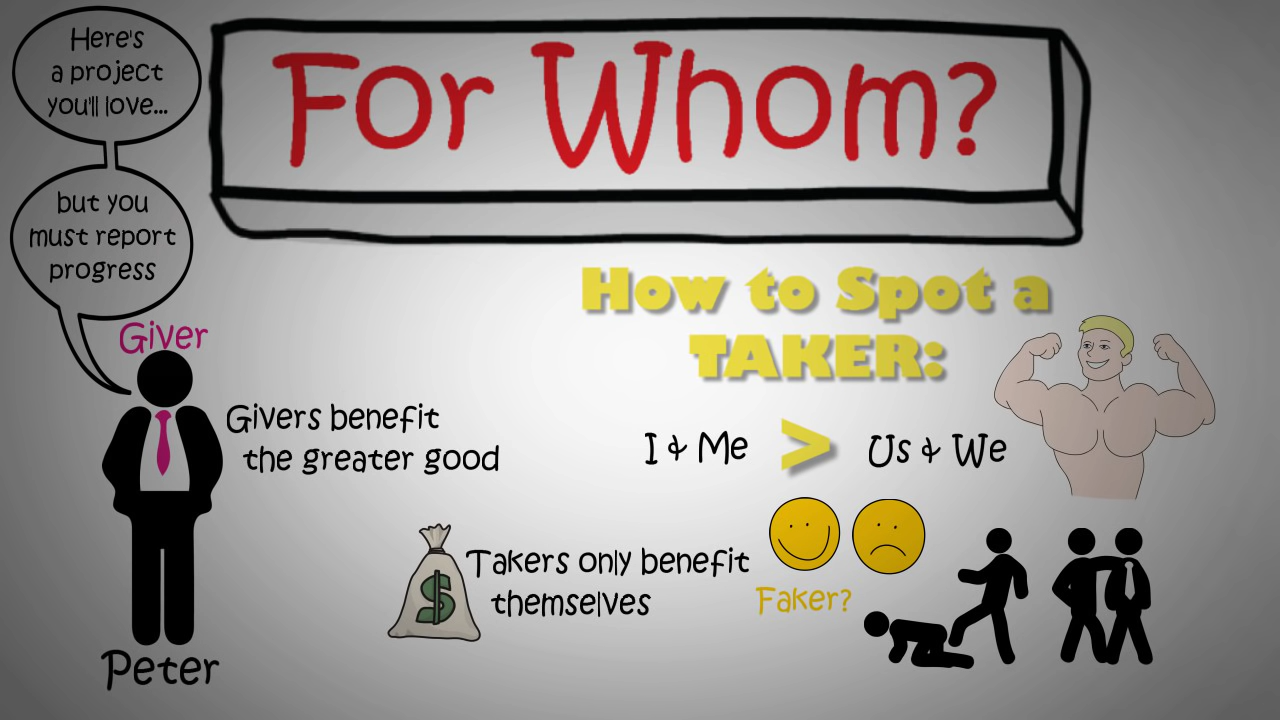 Here's
a project
you'll love...
but you
must report
progress
For Whom?
How to Spot a
TAKER:
Giver
Givers benefit
the greater good
I & Me > Us & We
$
Takers only benefit
themselves
Faker?
Peter